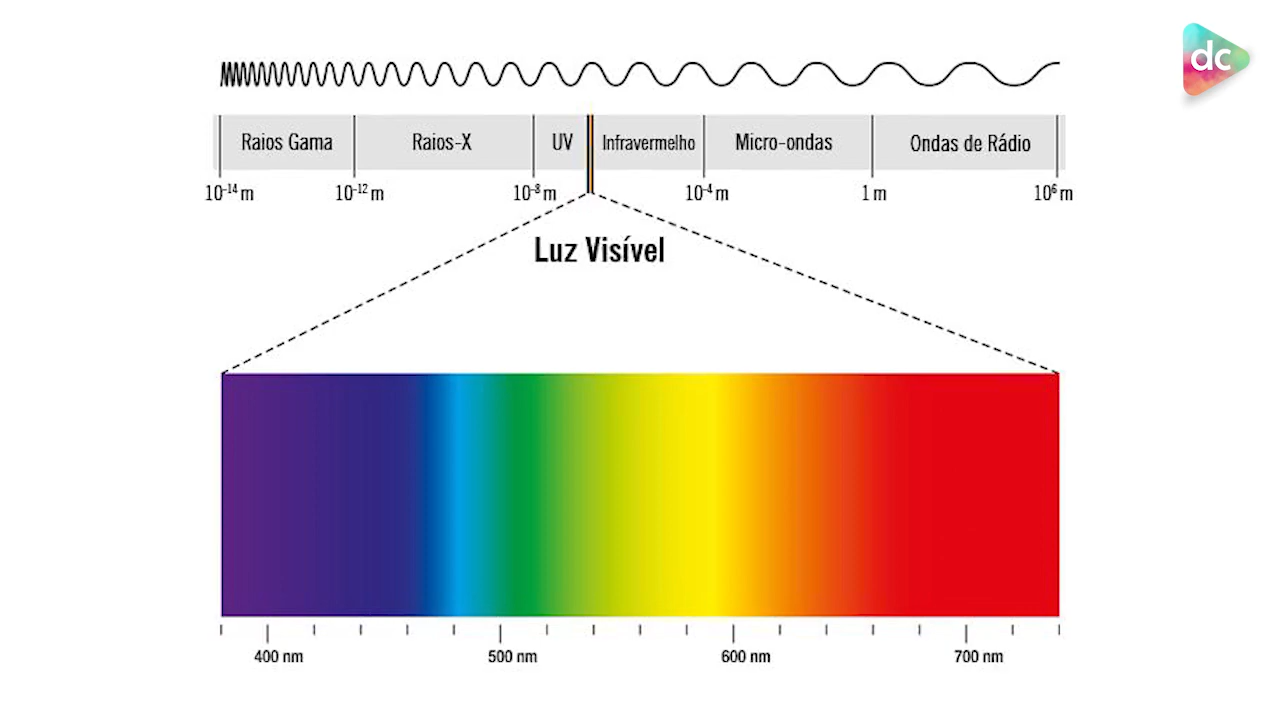 dc
Raios Gama Raios-X UV Infravermelho Micro-ondas Ondas de Rádio
10⁻¹⁴ m 10⁻¹² m 10⁻⁸ m 10⁻⁴ m 1 m 10⁶ m
Luz Visível
400 nm 500 nm 600 nm 700 nm